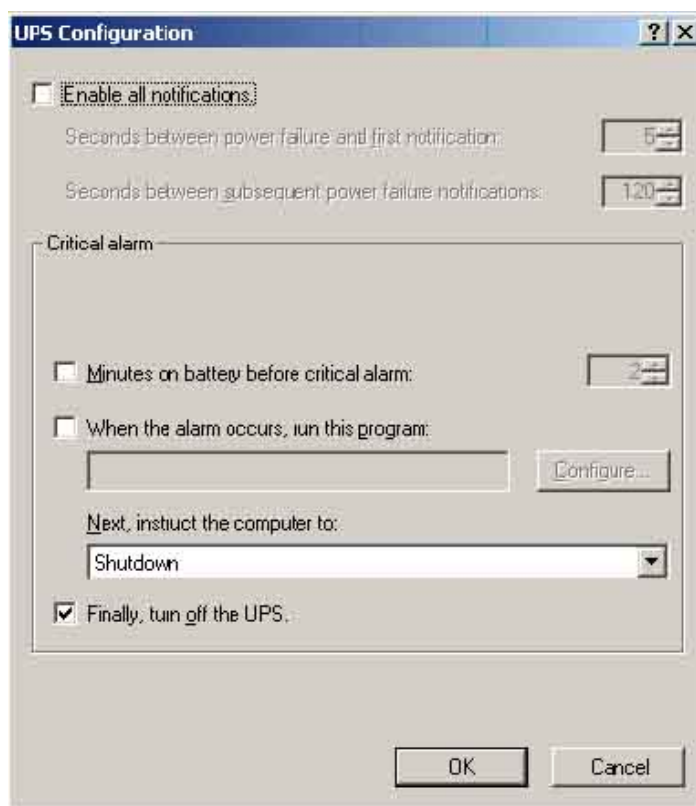 UPS Configuration
Enable all notifications.
Seconds between power failure and first notification: 5
Seconds between subsequent power failure notifications: 120
Critical alarm
Minutes on battery before critical alarm: 2
When the alarm occurs, run this program:
Configure...
Next, instruct the computer to:
Shutdown
Finally, turn off the UPS.
OK Cancel